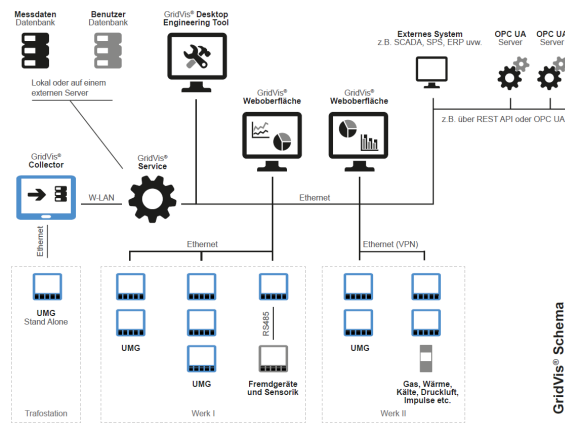 Messdaten
Datenbank
Benutzer
Datenbank
GridVis® Desktop
Engineering Tool
Externes System
z.B. SCADA, SPS, ERP uvw.
OPC UA
Server
OPC UA
Server
Lokal oder auf einem
externen Server
GridVis®
Weboberfläche
GridVis®
Weboberfläche
z.B. über REST API oder OPC UA
GridVis®
Collector
GridVis®
Service
W-LAN
Ethernet
Ethernet
Ethernet
Ethernet (VPN)
UMG
Stand Alone
UMG
UMG
RS485
Fremdgeräte
und Sensorik
UMG
Gas, Wärme,
Kälte, Druckluft,
Impulse etc.
Trafostation
Werk I
Werk II
GridVis® Schema